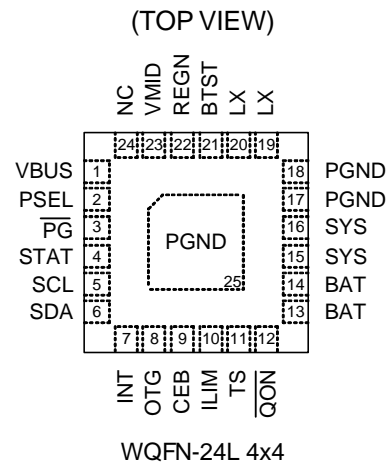 (TOP VIEW)
NC VMID REGN BTST LX LX
24 23 22 21 20 19
VBUS 1 18 PGND
PSEL 2 17 PGND
PG 3 16 SYS
STAT 4 15 SYS
SCL 5 14 BAT
SDA 6 13 BAT
PGND
25
7 8 9 10 11 12
INT OTG CEB ILIM TS QON
WQFN-24L 4x4